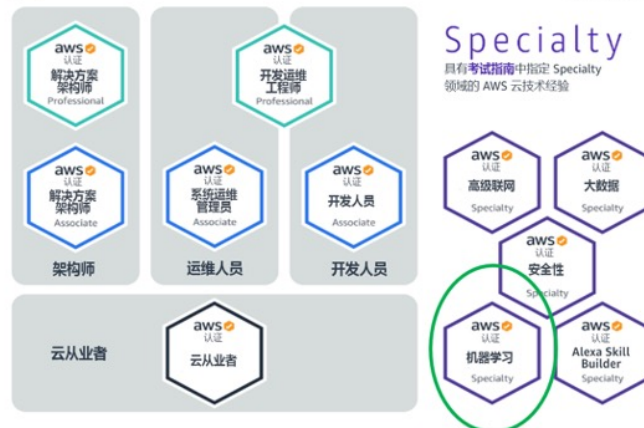 aws
认证
解决方案
架构师
Professional
aws
认证
开发运维
工程师
Professional
aws
认证
解决方案
架构师
Associate
aws
认证
系统运维
管理员
Associate
aws
认证
开发人员
Associate
架构师
运维人员
开发人员
云从业者
aws
认证
云从业者
Specialty
具有考试指南中指定 Specialty
领域的 AWS 云技术经验
aws
认证
高级联网
Specialty
aws
认证
大数据
Specialty
aws
认证
安全性
Specialty
aws
认证
机器学习
Specialty
aws
认证
Alexa Skill
Builder
Specialty